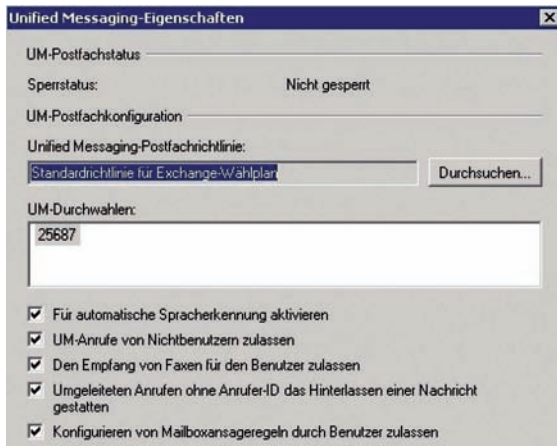 Unified Messaging-Eigenschaften
UM-Postfachstatus
Sperrstatus: Nicht gesperrt
UM-Postfachkonfiguration
Unified Messaging-Postfachrichtlinie:
Standardrichtlinie für Exchange-Wählplan
Durchsuchen...
UM-Durchwahlen:
25687
Für automatische Spracherkennung aktivieren
UM-Anrufe von Nichtbenutzern zulassen
Den Empfang von Faxen für den Benutzer zulassen
Umgeleiteten Anrufen ohne Anrufer-ID das Hinterlassen einer Nachricht
gestatten
Konfigurieren von Mailboxansageregeln durch Benutzer zulassen